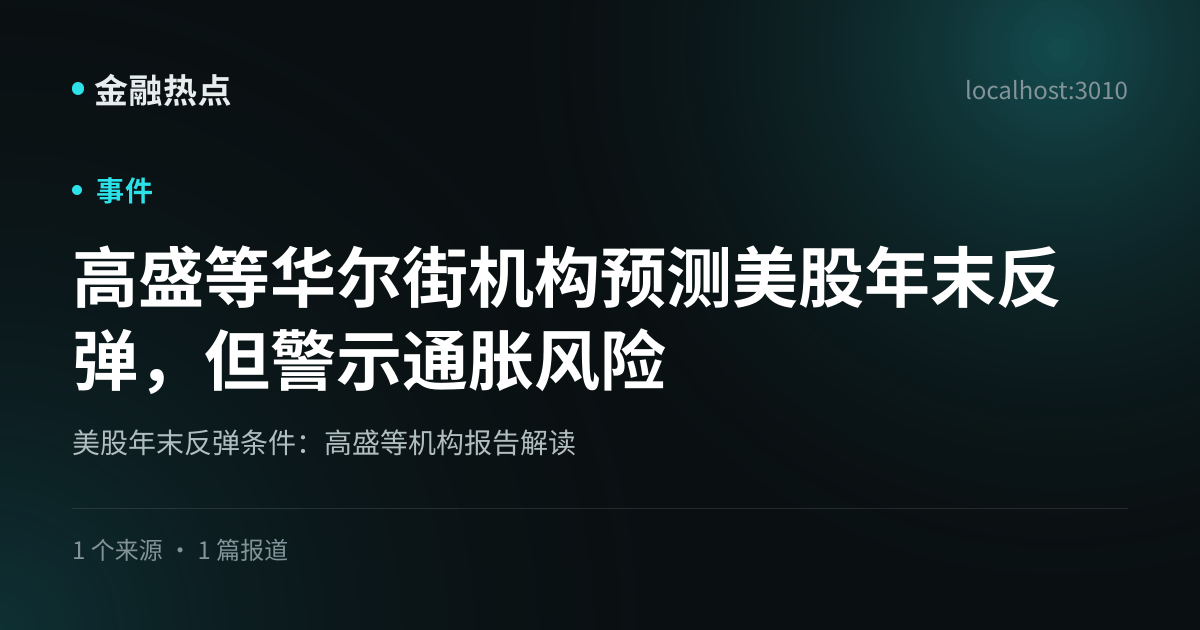 金融热点
localhost:3010
事件
高盛等华尔街机构预测美股年末反
弹，但警示通胀风险
美股年末反弹条件：高盛等机构报告解读
1 个来源 · 1 篇报道